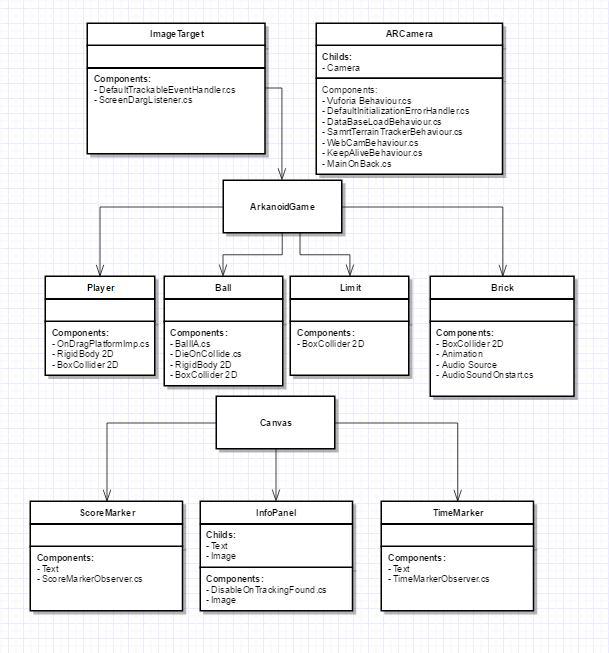 ImageTarget
Components:
- DefaultTrackableEventHandler.cs
- ScreenDargListener.cs
ARCamera
Childs:
- Camera
Components:
- Vuforia Behaviour.cs
- DefaultInitializationErrorHandler.cs
- DataBaseLoadBehaviour.cs
- SamrtTerrainTrackerBehaviour.cs
- WebCamBehaviour.cs
- KeepAliveBehaviour.cs
- MainOnBack.cs
ArkanoidGame
Player
Components:
- OnDragPlatformImp.cs
- RigidBody 2D
- BoxCollider 2D
Ball
Components:
- BallIA.cs
- DieOnCollide.cs
- RigidBody 2D
- BoxCollider 2D
Limit
Components:
- BoxCollider 2D
Brick
Components:
- BoxCollider 2D
- Animation
- Audio Source
- AudioSoundOnstart.cs
Canvas
ScoreMarker
Components:
- Text
- ScoreMarkerObserver.cs
InfoPanel
Childs:
- Text
- Image
Components:
- DisableOnTrackingFound.cs
- Image
TimeMarker
Components:
- Text
- TimeMarkerObserver.cs